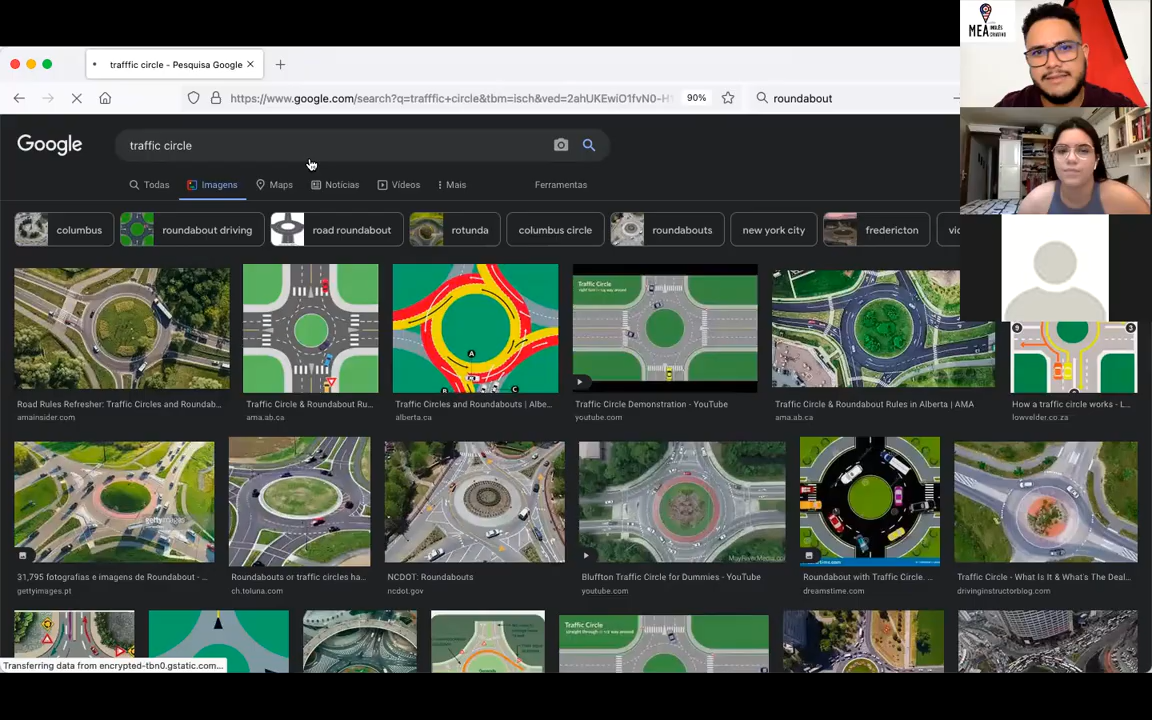 MEA
INGLÊS
CRIATIVO
trafffic circle - Pesquisa Google
https://www.google.com/search?q=trafffic+circle&tbm=isch&ved=2ahUKEwiO1fvN0-H
90%
roundabout
Google
traffic circle
Todas
Imagens
Maps
Notícias
Vídeos
Mais
Ferramentas
columbus
roundabout driving
road roundabout
rotunda
columbus circle
roundabouts
new york city
fredericton
Traffic Circle
Road Rules Refresher: Traffic Circles and Roundab...
amainsider.com
Traffic Circle & Roundabout Ru...
ama.ab.ca
A
B
C
Traffic Circles and Roundabouts | Albe...
alberta.ca
Traffic Circle Demonstration - YouTube
youtube.com
Traffic Circle & Roundabout Rules in Alberta | AMA
ama.ab.ca
9
3
How a traffic circle works - L...
lowvelder.co.za
gettyimages
31,795 fotografias e imagens de Roundabout - ...
gettyimages.pt
Roundabouts or traffic circles ha...
ch.toluna.com
NCDOT: Roundabouts
ncdot.gov
Bluffton Traffic Circle for Dummies - YouTube
youtube.com
Roundabout with Traffic Circle. ...
dreamstime.com
Traffic Circle - What Is It & What's The Deal...
drivinginstructorblog.com
Traffic Circle
Transferring data from encrypted-tbn0.gstatic.com...